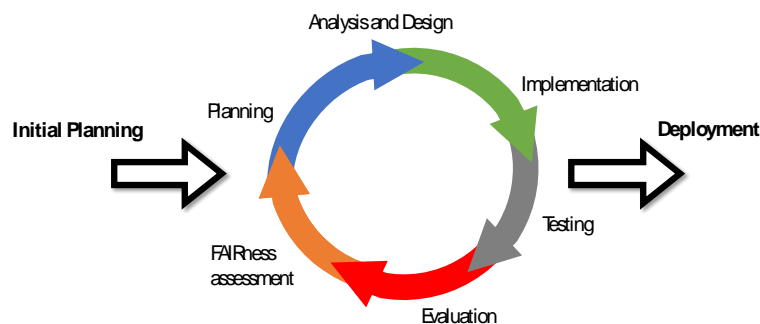 Analysis and Design
Implementation
Planning
Initial Planning
Deployment
Testing
FAIRness
assessment
Evaluation